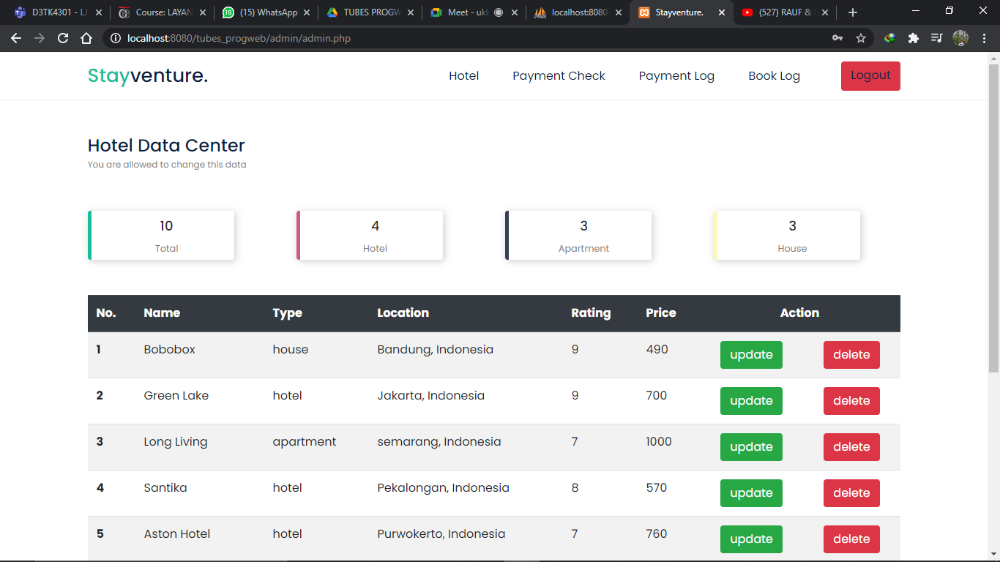 D3TK4301 - LJ
Course: LAYAN
(15) WhatsApp
TUBES PROGW
Meet - uki
localhost:8080
Stayventure.
(527) RAUF &
localhost:8080/tubes_progweb/admin/admin.php
Stayventure.
Hotel
Payment Check
Payment Log
Book Log
Logout
Hotel Data Center
You are allowed to change this data
10
Total
4
Hotel
3
Apartment
3
House
No. Name Type Location Rating Price Action
1 Bobobox house Bandung, Indonesia 9 490 update delete
2 Green Lake hotel Jakarta, Indonesia 9 700 update delete
3 Long Living apartment semarang, Indonesia 7 1000 update delete
4 Santika hotel Pekalongan, Indonesia 8 570 update delete
5 Aston Hotel hotel Purwokerto, Indonesia 7 760 update delete